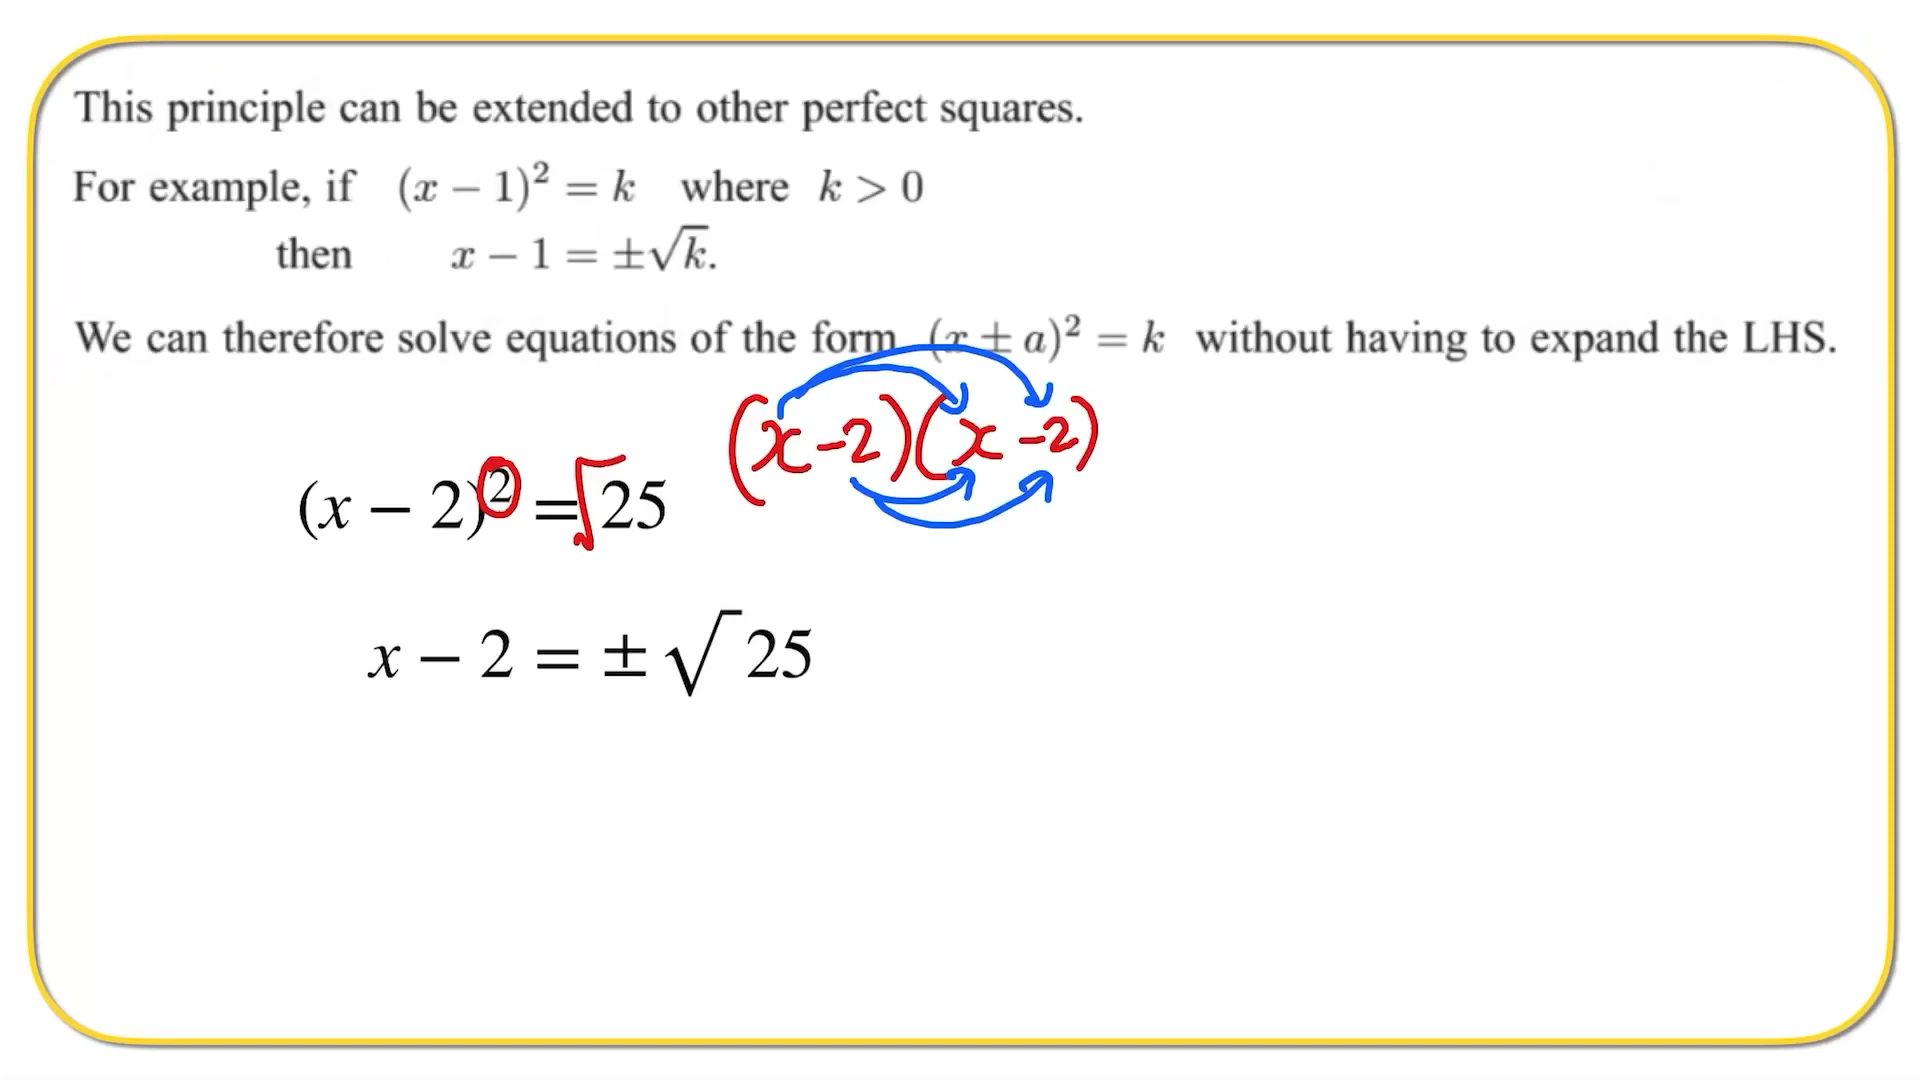 This principle can be extended to other perfect squares.
For example, if (x − 1)² = k where k > 0
then x − 1 = ±√k.
We can therefore solve equations of the form (x ± a)² = k without having to expand the LHS.
(x − 2)(x − 2)
(x − 2)² = √25
x − 2 = ± √25